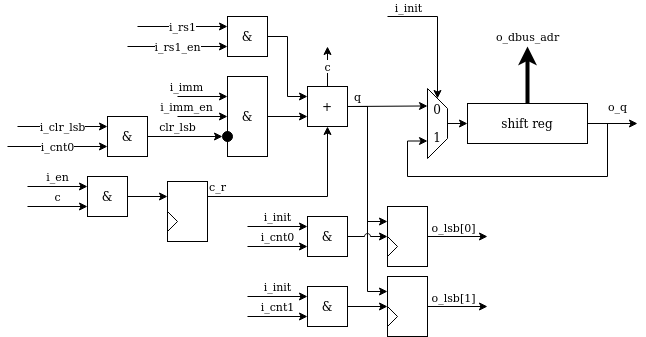 i_init
i_rs1
&
i_rs1_en
o_dbus_adr
c
i_imm
i_imm_en
&
+
q
0
1
shift reg
o_q
i_clr_lsb
i_cnt0
&
clr_lsb
i_en
c
&
c_r
i_init
i_cnt0
&
o_lsb[0]
i_init
i_cnt1
&
o_lsb[1]